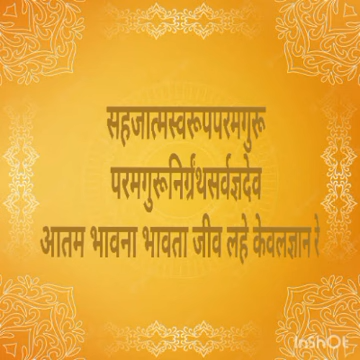 सहजात्मस्वरूपपरमगुरू
परमगुरूनिर्ग्रंथसर्वज्ञदेव
आतम भावना भावता जीव लहे केवलज्ञान रे
InShOt